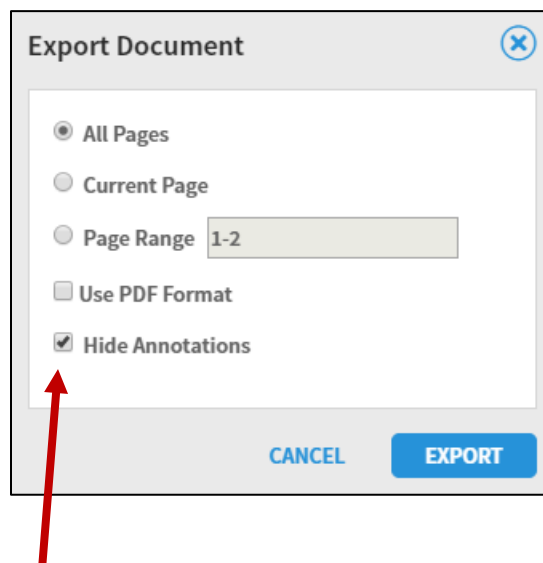 Export Document
All Pages
Current Page
Page Range 1-2
Use PDF Format
Hide Annotations
CANCEL EXPORT